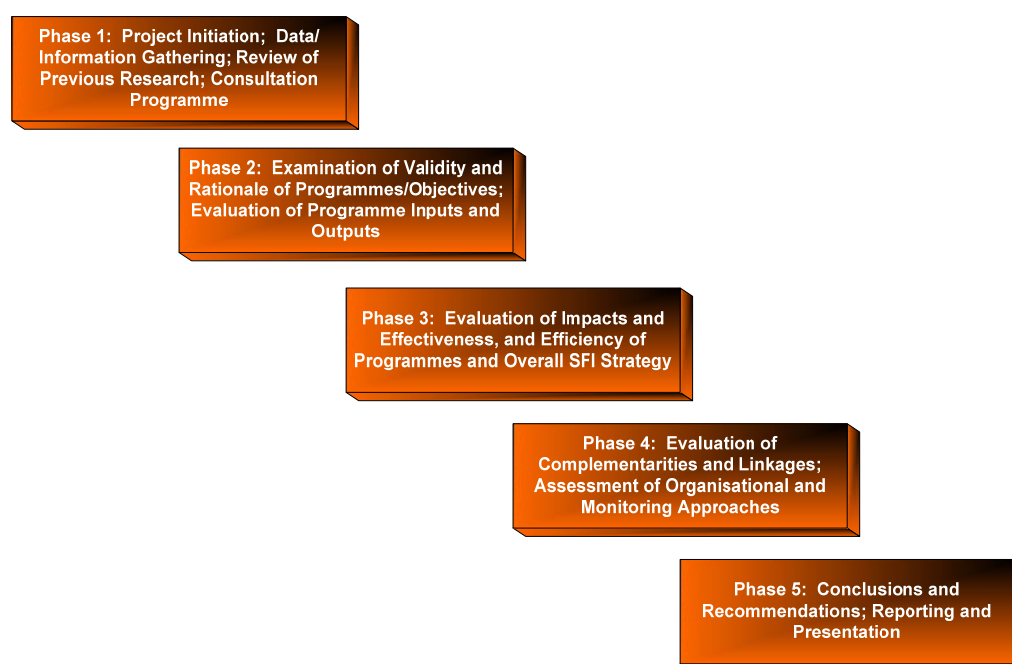 Phase 1:  Project Initiation;  Data/
Information Gathering; Review of
Previous Research; Consultation
Programme
Phase 2:  Examination of Validity and
Rationale of Programmes/Objectives;
Evaluation of Programme Inputs and
Outputs
Phase 3:  Evaluation of Impacts and
Effectiveness, and Efficiency of
Programmes and Overall SFI Strategy
Phase 4:  Evaluation of
Complementarities and Linkages;
Assessment of Organisational and
Monitoring Approaches
Phase 5:  Conclusions and
Recommendations; Reporting and
Presentation